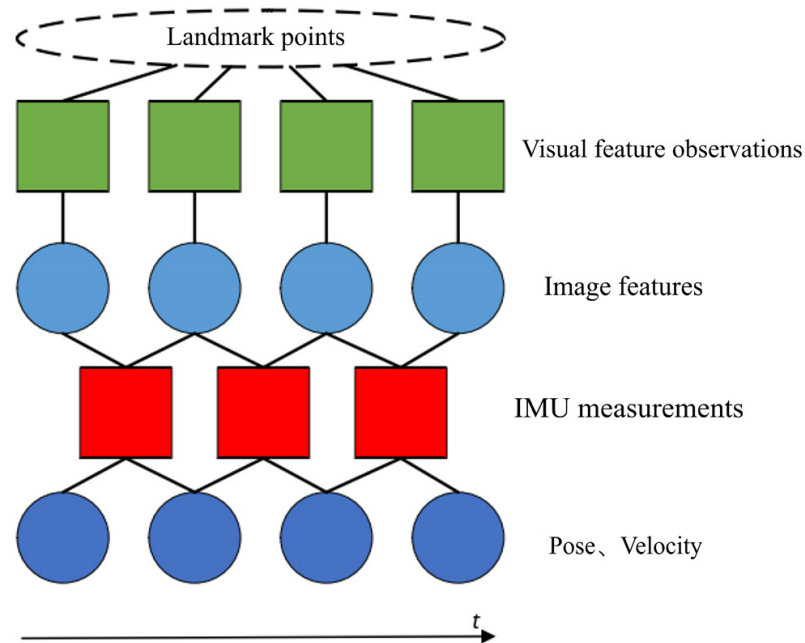 Landmark points
Visual feature observations
Image features
IMU measurements
Pose、Velocity
t